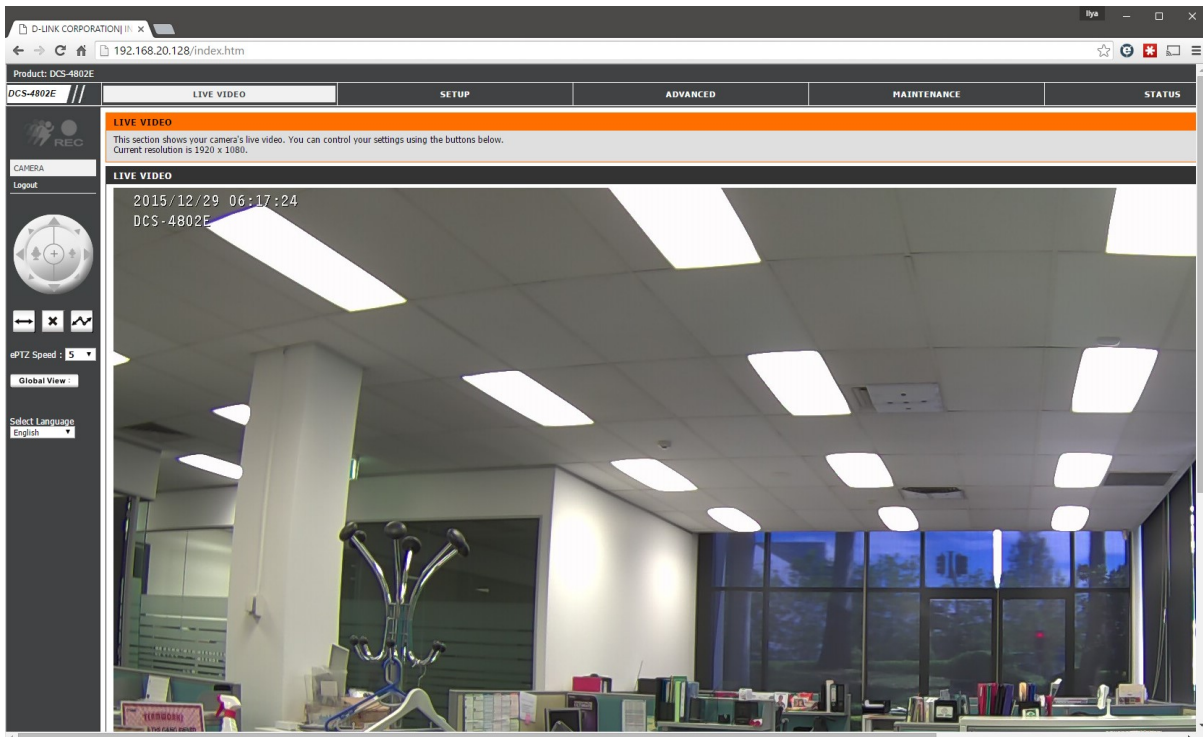 Ilya
D-LINK CORPORATION| IN
192.168.20.128/index.htm
Product: DCS-4802E
DCS-4802E
LIVE VIDEO
SETUP
ADVANCED
MAINTENANCE
STATUS
REC
LIVE VIDEO
This section shows your camera's live video. You can control your settings using the buttons below.
Current resolution is 1920 x 1080.
CAMERA
Logout
LIVE VIDEO
2015/12/29 06:17:24
DCS-4802E
ePTZ Speed : 5
Global View :
Select Language
English
TEAMWORK!